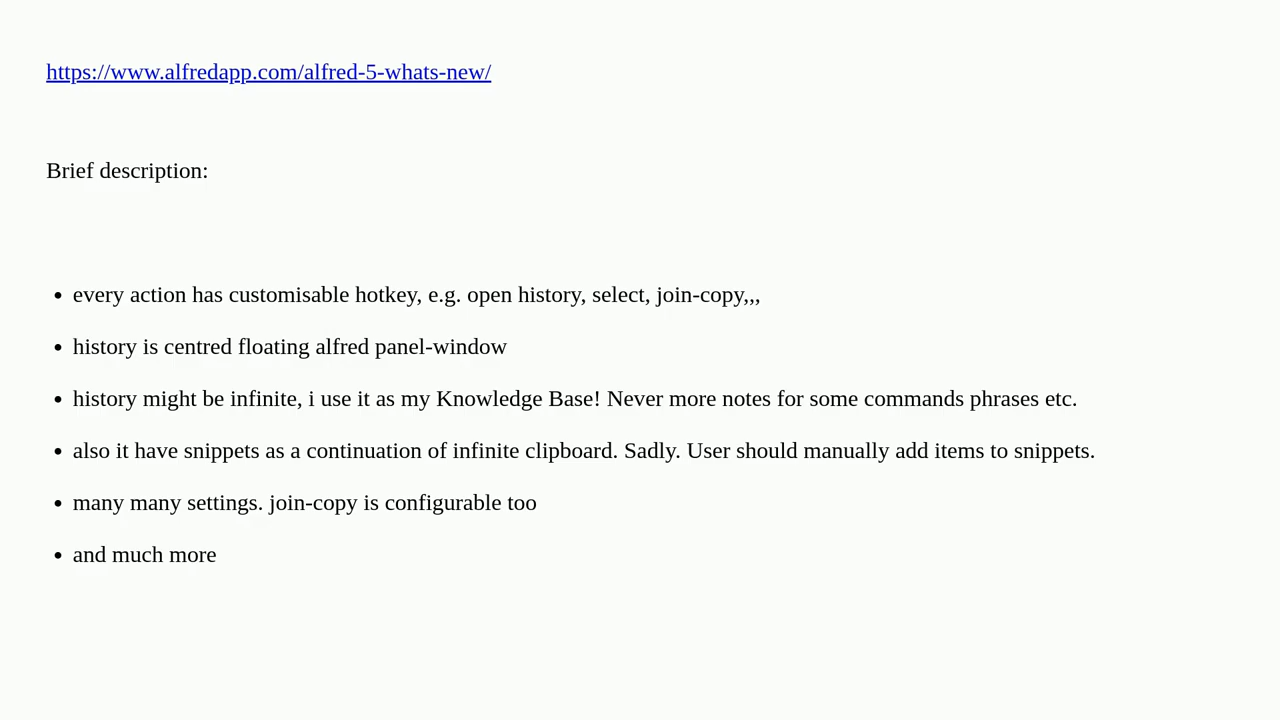 https://www.alfredapp.com/alfred-5-whats-new/
Brief description:
• every action has customisable hotkey, e.g. open history, select, join-copy,,,
• history is centred floating alfred panel-window
• history might be infinite, i use it as my Knowledge Base! Never more notes for some commands phrases etc.
• also it have snippets as a continuation of infinite clipboard. Sadly. User should manually add items to snippets.
• many many settings. join-copy is configurable too
• and much more